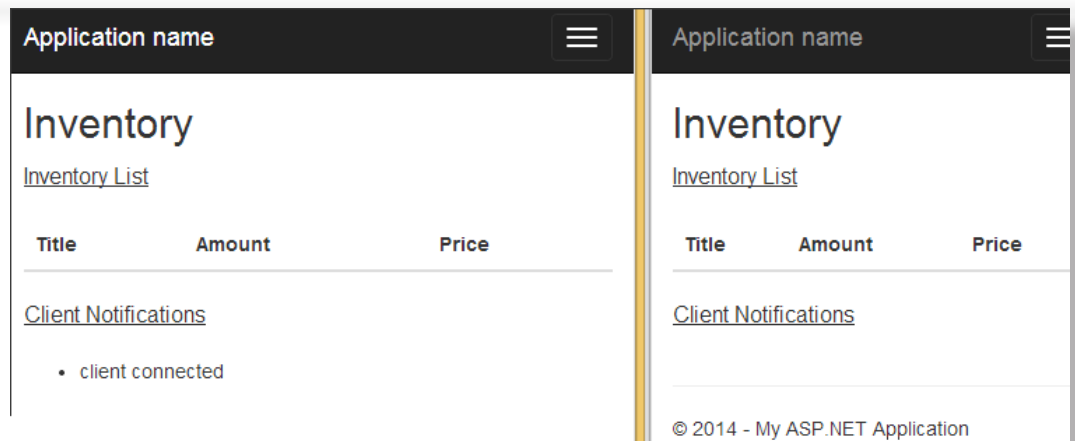 Application name
Inventory
Inventory List
Title Amount Price
Client Notifications
• client connected
Application name
Inventory
Inventory List
Title Amount Price
Client Notifications
© 2014 - My ASP.NET Application